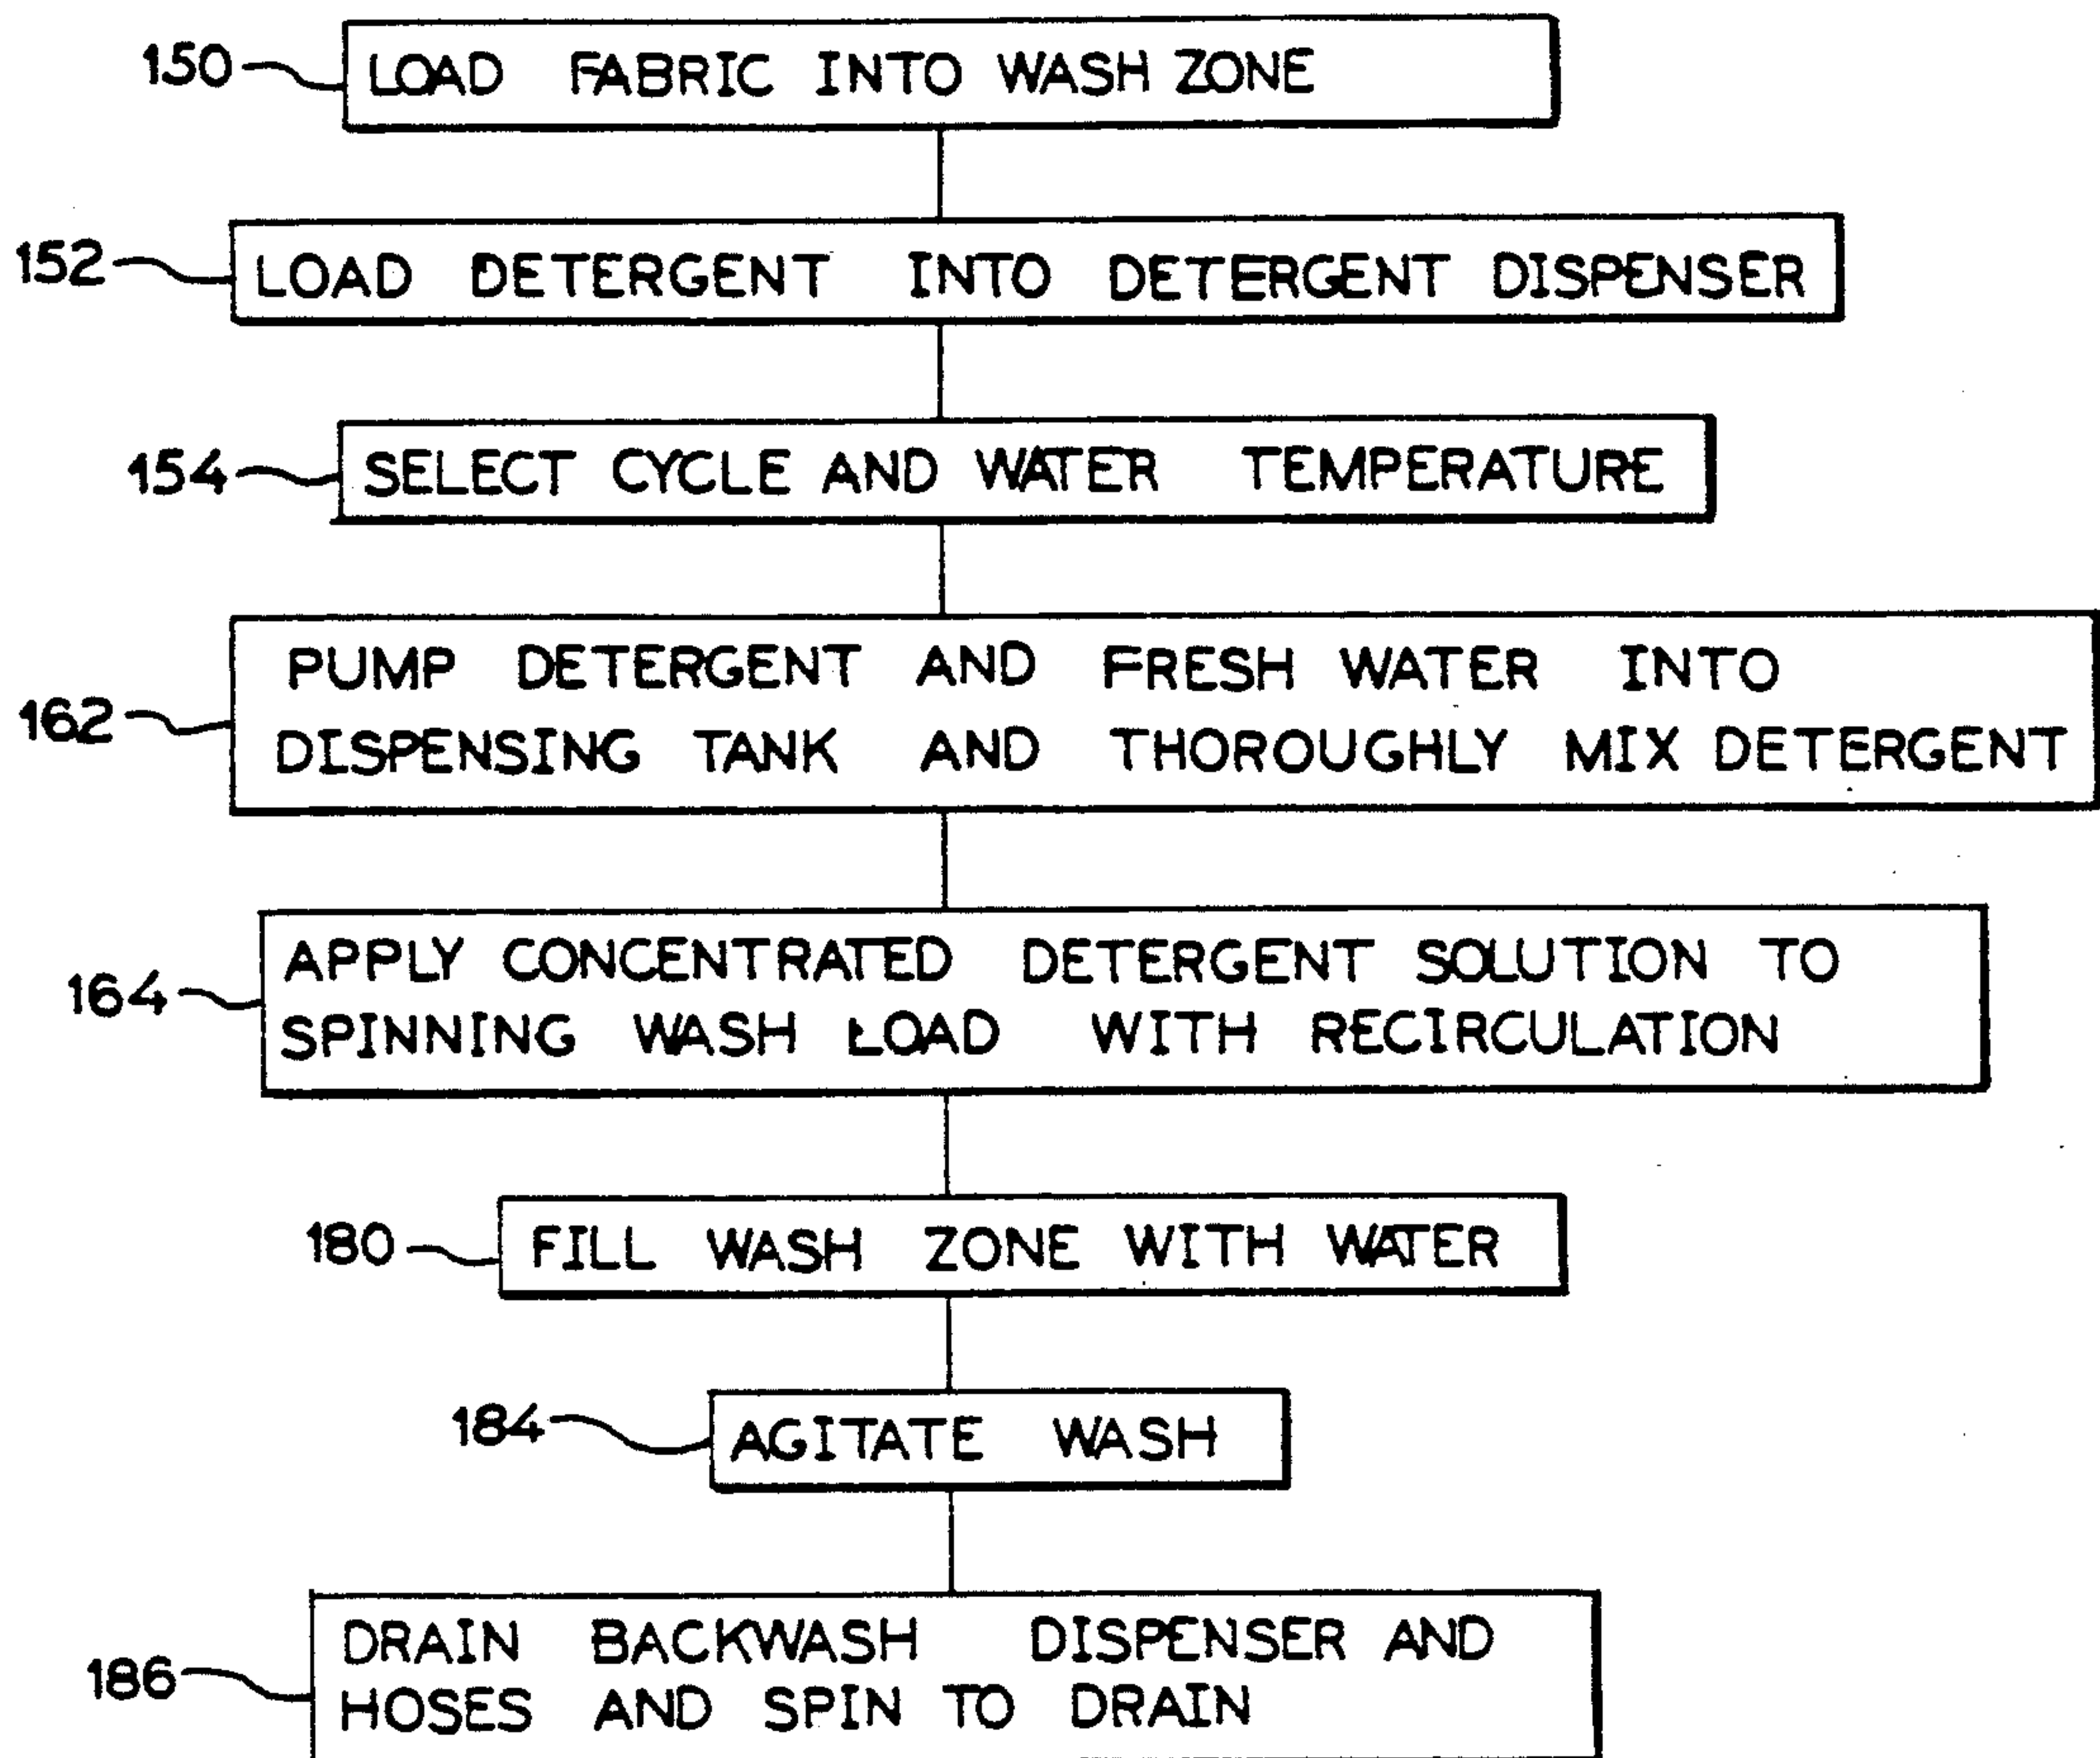 150 LOAD FABRIC INTO WASH ZONE
152 LOAD DETERGENT INTO DETERGENT DISPENSER
154 SELECT CYCLE AND WATER TEMPERATURE
162 PUMP DETERGENT AND FRESH WATER INTO
DISPENSING TANK AND THOROUGHLY MIX DETERGENT
164 APPLY CONCENTRATED DETERGENT SOLUTION TO
SPINNING WASH LOAD WITH RECIRCULATION
180 FILL WASH ZONE WITH WATER
184 AGITATE WASH
186 DRAIN BACKWASH DISPENSER AND
HOSES AND SPIN TO DRAIN